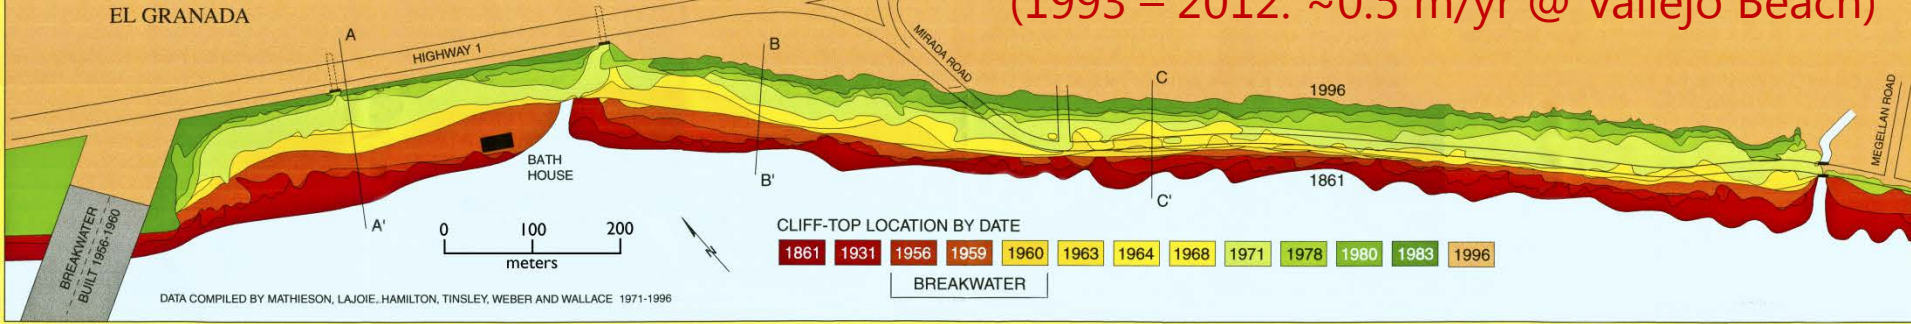 (1993 – 2012: ~0.5 m/yr @ Vallejo Beach)
EL GRANADA
A
HIGHWAY 1
B
MIRADA ROAD
C
1996
MEGELLAN ROAD
BATH
HOUSE
B'
1861
C'
A'
BREAKWATER
BUILT 1956-1960
0 100 200
meters
N
CLIFF-TOP LOCATION BY DATE
1861 1931 1956 1959 1960 1963 1964 1968 1971 1978 1980 1983 1996
BREAKWATER
DATA COMPILED BY MATHIESON, LAJOIE, HAMILTON, TINSLEY, WEBER AND WALLACE 1971-1996